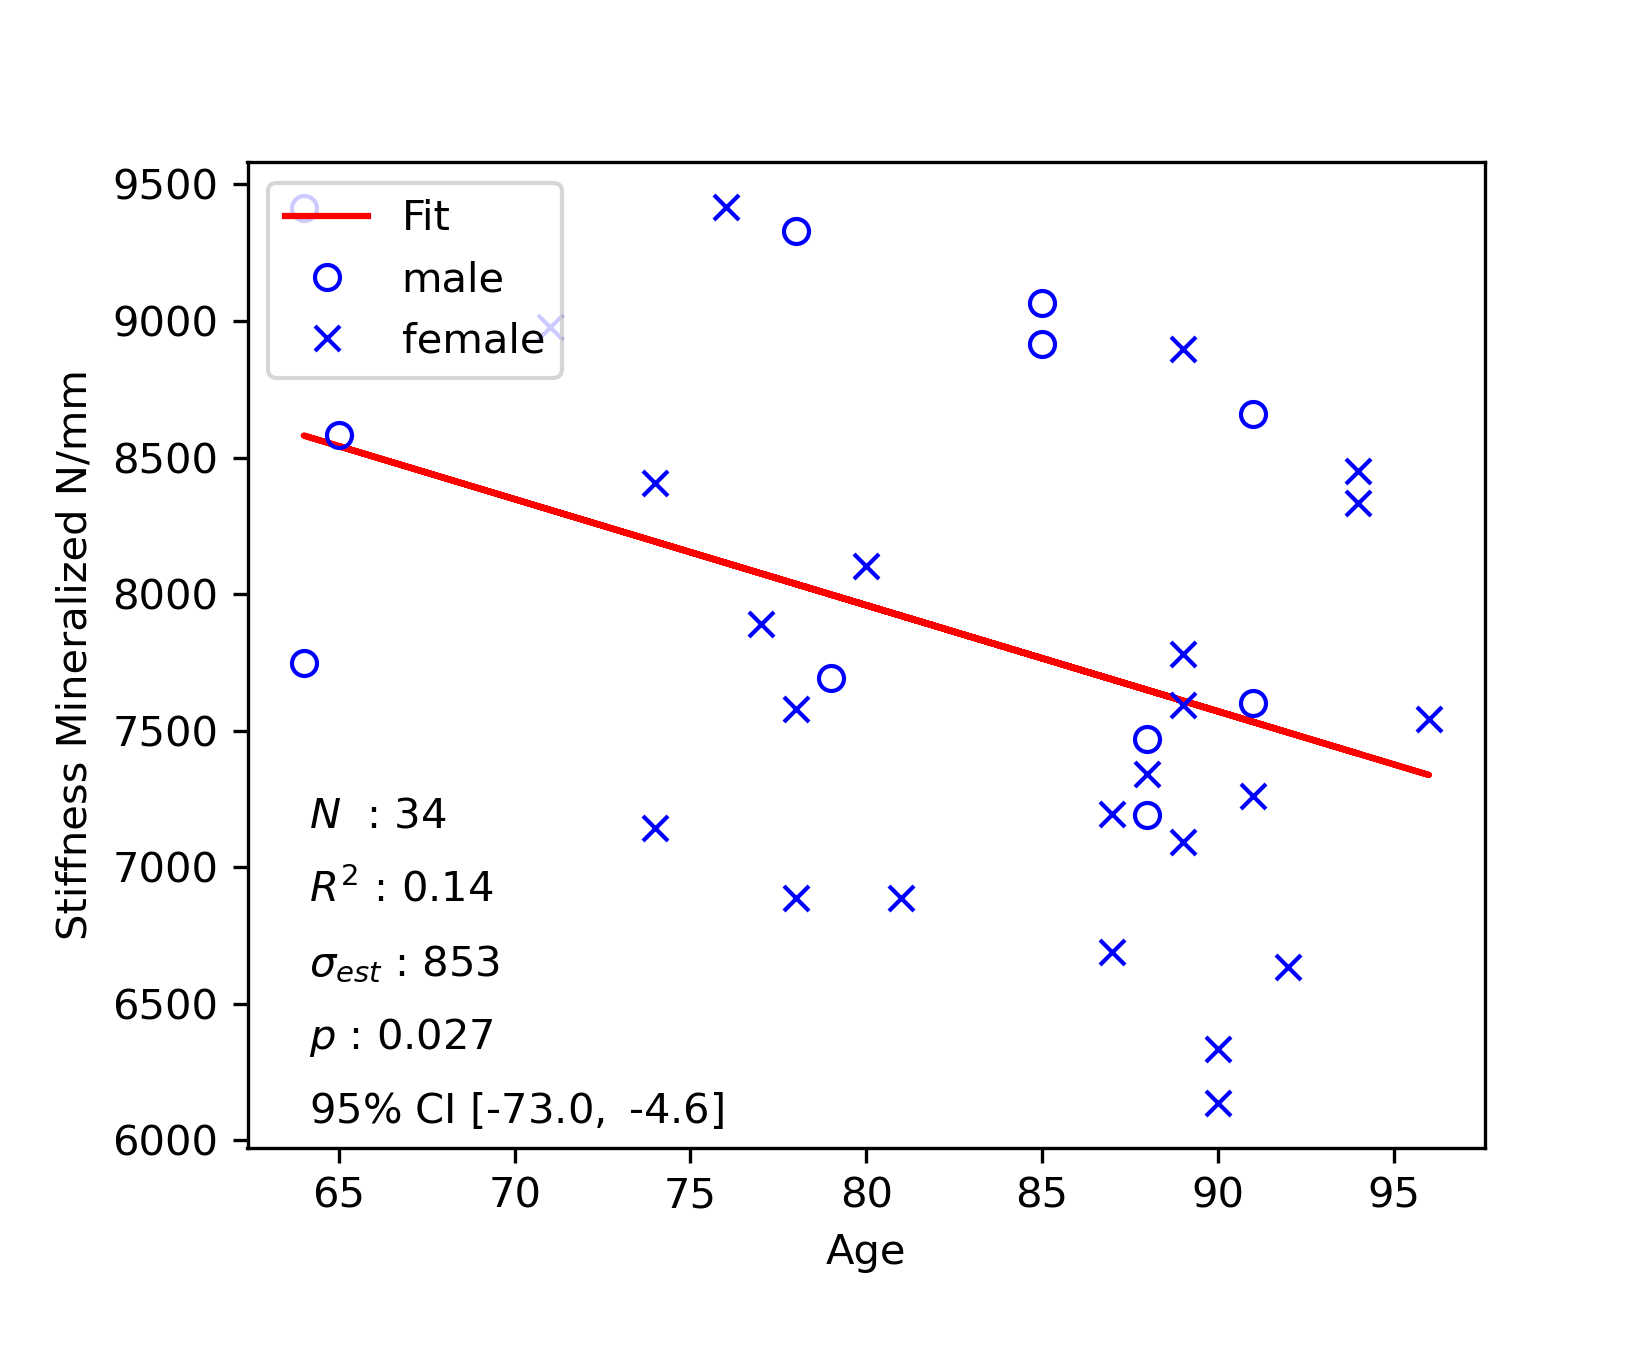 9500
9000
8500
8000
7500
7000
6500
6000
Stiffness Mineralized N/mm
Fit
male
female
N : 34
R² : 0.14
σest : 853
p : 0.027
95% CI [-73.0, -4.6]
65 70 75 80 85 90 95
Age